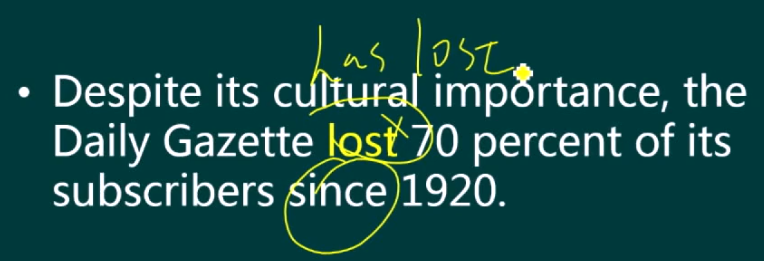 has lost
• Despite its cultural importance, the
Daily Gazette lost 70 percent of its
subscribers since 1920.